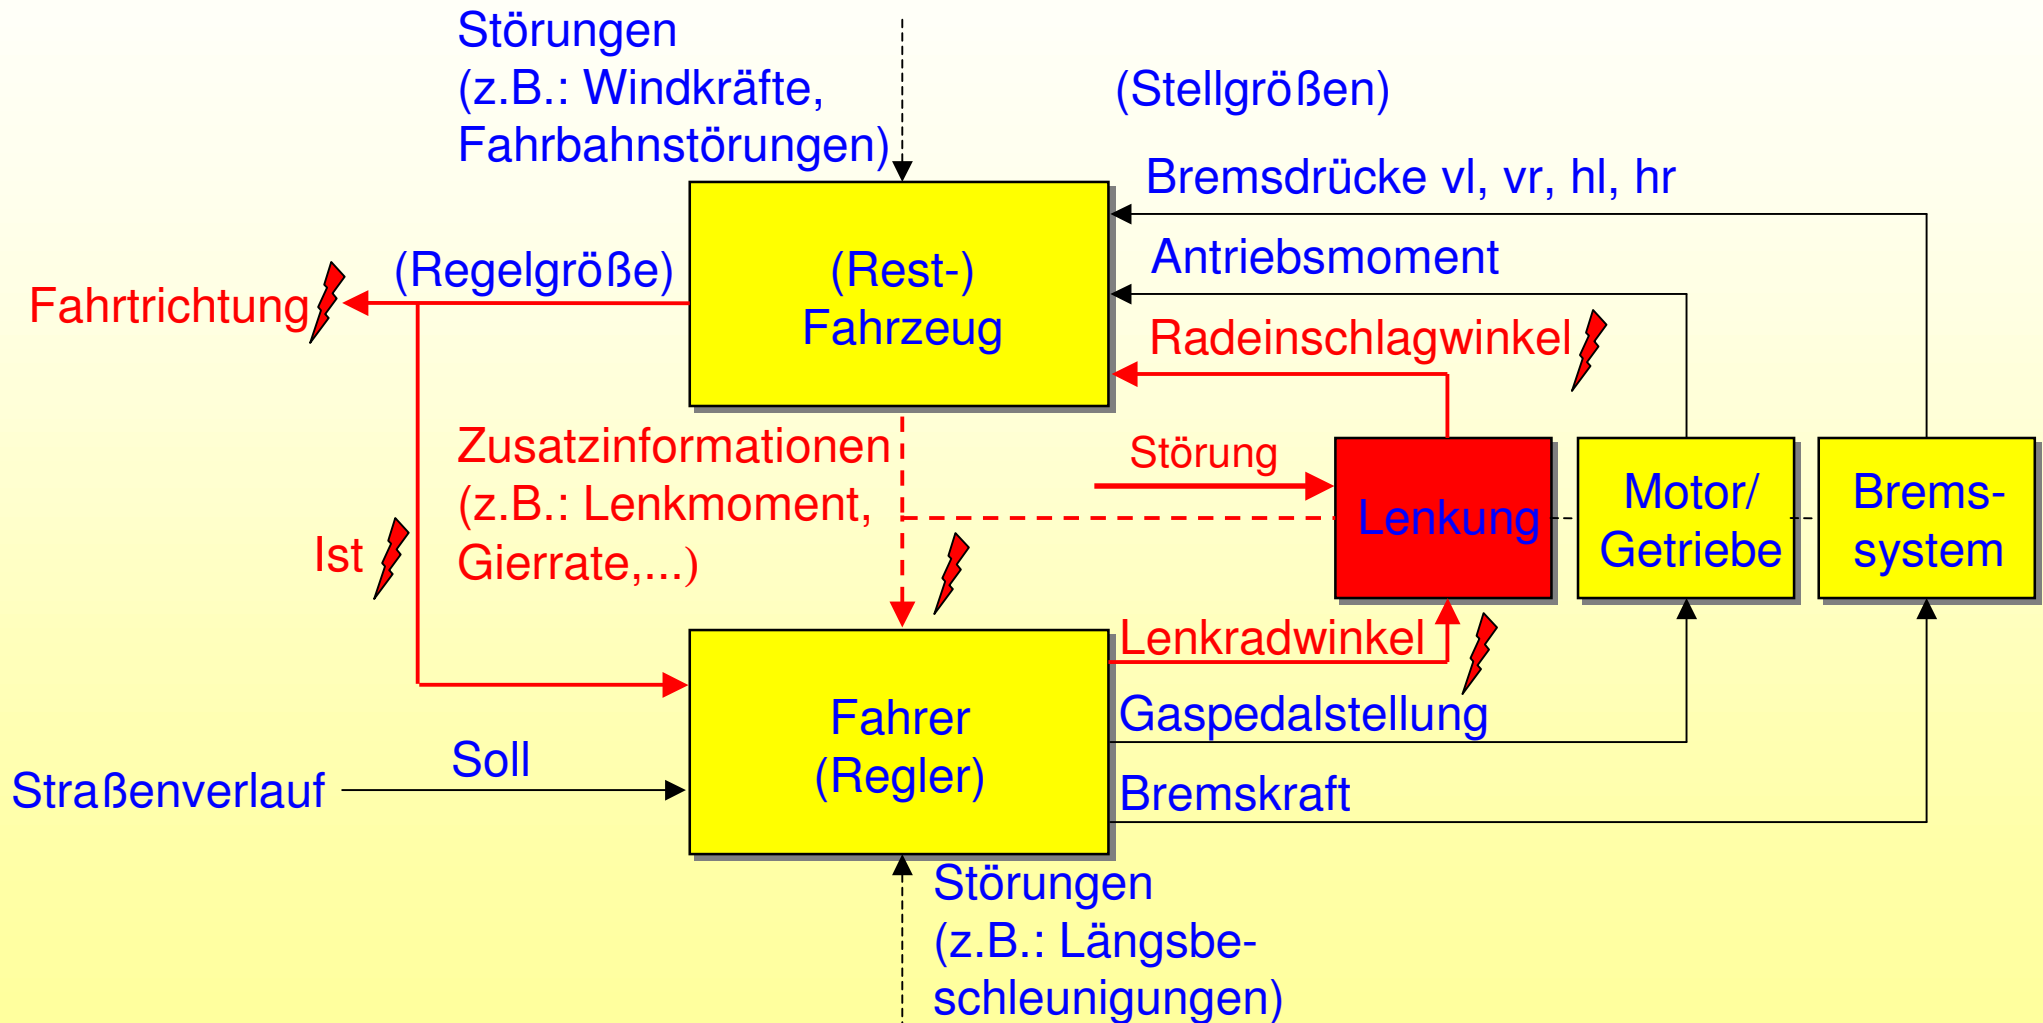 Störungen
(z.B.: Windkräfte,
Fahrbahnstörungen)
(Stellgrößen)
Bremsdrücke vl, vr, hl, hr
Antriebsmoment
Radeinschlagwinkel
(Regelgröße)
Fahrtrichtung
(Rest-)
Fahrzeug
Zusatzinformationen
(z.B.: Lenkmoment,
Gierrate,...)
Störung
Lenkung
Motor/
Getriebe
Brems-
system
Ist
Lenkradwinkel
Gaspedalstellung
Bremskraft
Fahrer
(Regler)
Soll
Straßenverlauf
Störungen
(z.B.: Längsbe-
schleunigungen)